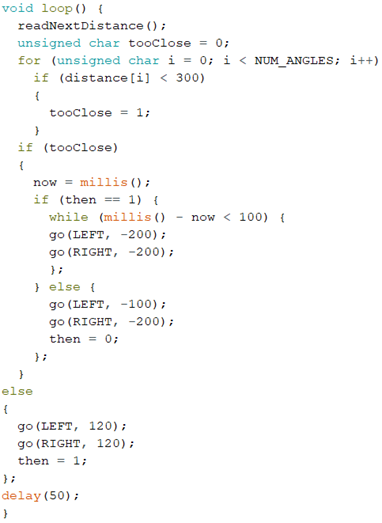 void loop() {
  readNextDistance();
  unsigned char tooClose = 0;
  for (unsigned char i = 0; i < NUM_ANGLES; i++)
    if (distance[i] < 300)
    {
      tooClose = 1;
    }
  if (tooClose)
  {
    now = millis();
    if (then == 1) {
      while (millis() - now < 100) {
      go(LEFT, -200);
      go(RIGHT, -200);
      };
    } else {
      go(LEFT, -100);
      go(RIGHT, -200);
      then = 0;
    };
  }
else
{
  go(LEFT, 120);
  go(RIGHT, 120);
  then = 1;
};
delay(50);
}